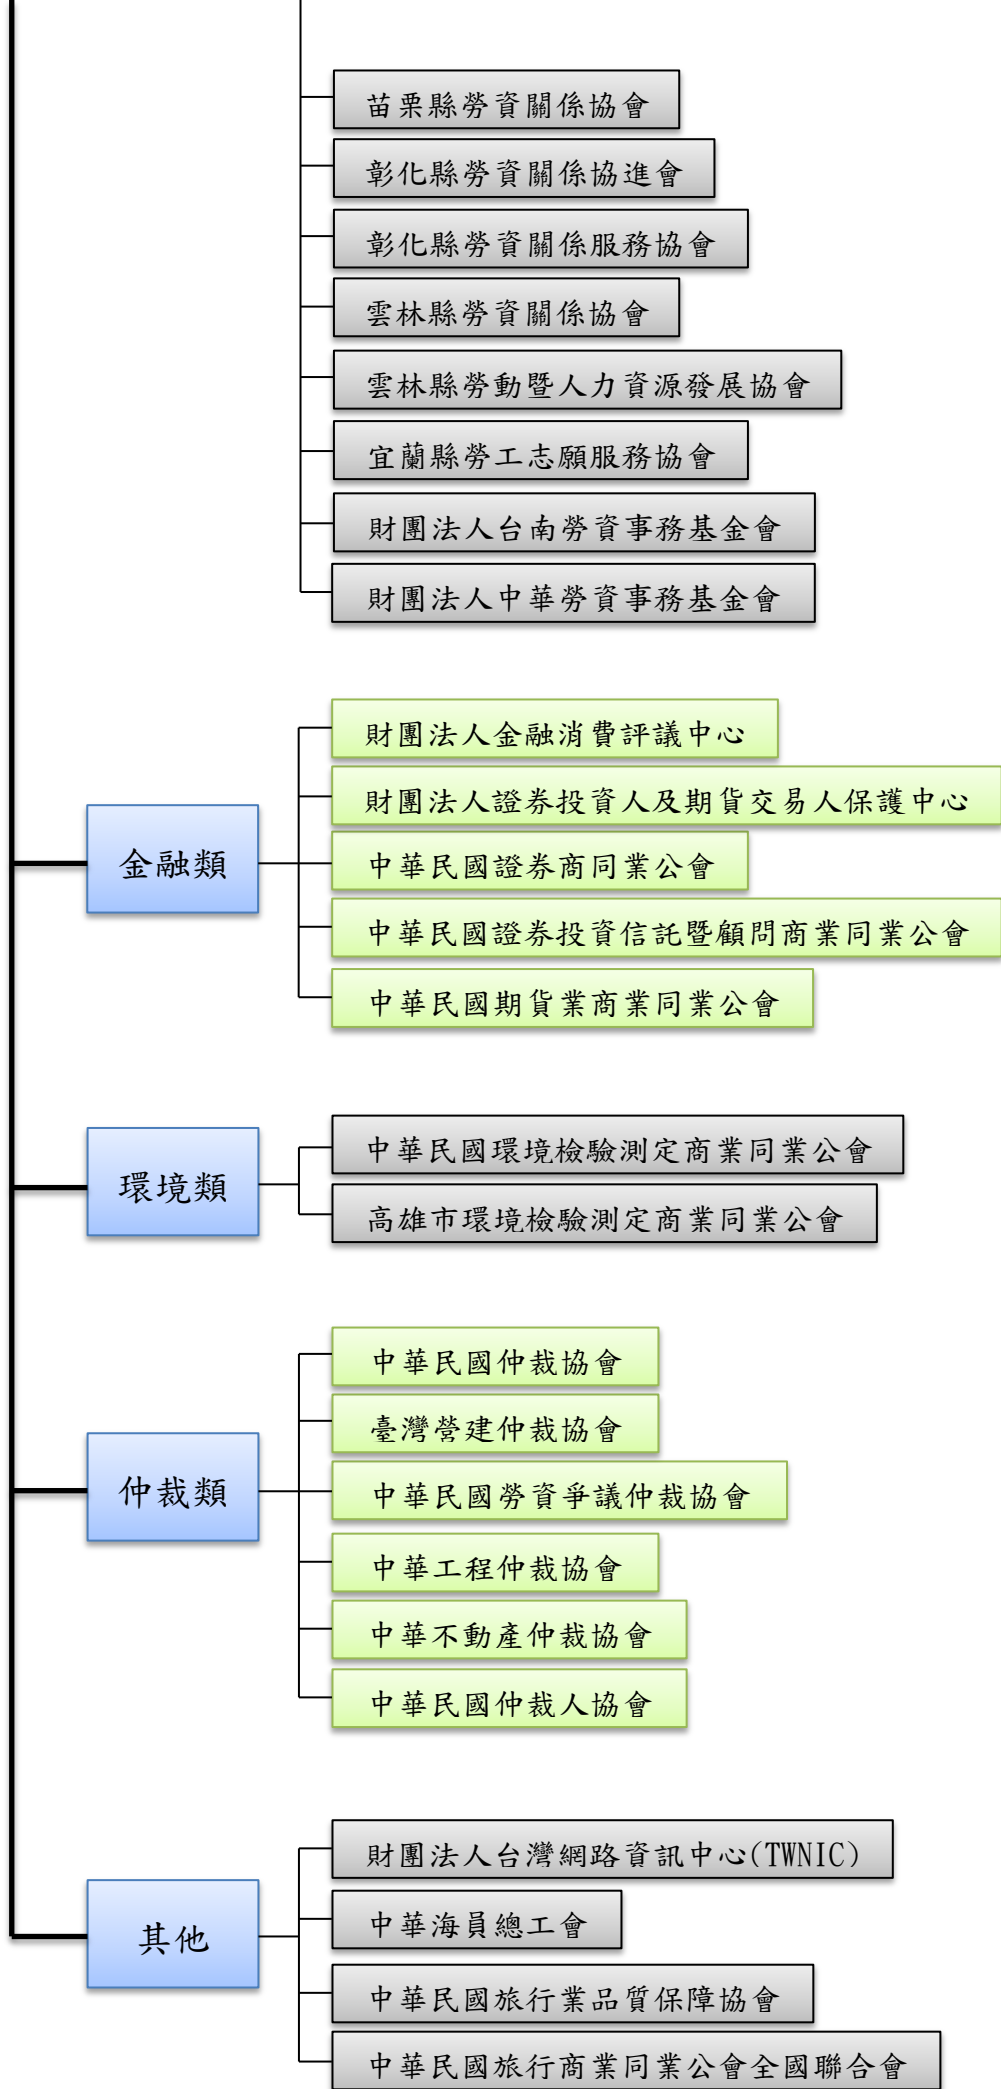 苗栗縣勞資關係協會
彰化縣勞資關係協進會
彰化縣勞資關係服務協會
雲林縣勞資關係協會
雲林縣勞動暨人力資源發展協會
宜蘭縣勞工志願服務協會
財團法人台南勞資事務基金會
財團法人中華勞資事務基金會
金融類
財團法人金融消費評議中心
財團法人證券投資人及期貨交易人保護中心
中華民國證券商同業公會
中華民國證券投資信託暨顧問商業同業公會
中華民國期貨業商業同業公會
環境類
中華民國環境檢驗測定商業同業公會
高雄市環境檢驗測定商業同業公會
仲裁類
中華民國仲裁協會
臺灣營建仲裁協會
中華民國勞資爭議仲裁協會
中華工程仲裁協會
中華不動產仲裁協會
中華民國仲裁人協會
其他
財團法人台灣網路資訊中心(TWNIC)
中華海員總工會
中華民國旅行業品質保障協會
中華民國旅行商業同業公會全國聯合會